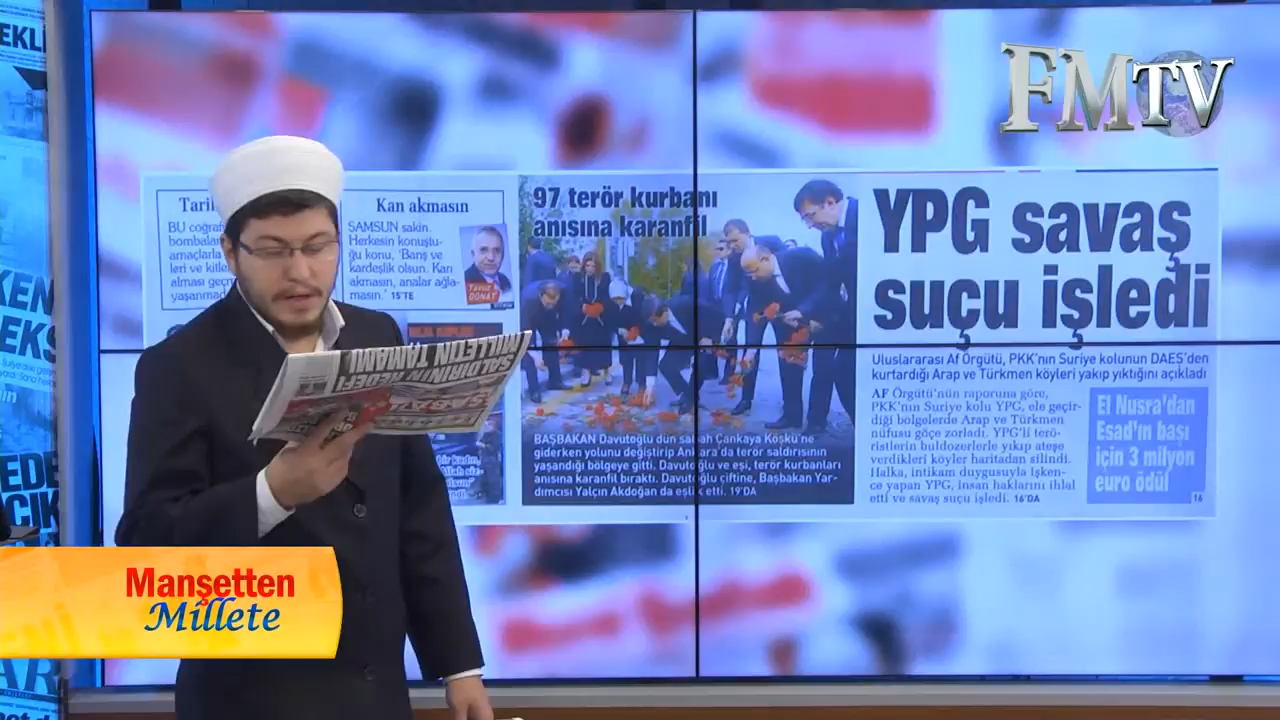 FMTV
EKLİ
Kan akmasın
SAMSUN sakin.
Herkesin konuştu-
ğu konu, 'Barış ve
kardeşlik olsun. Kan
akmasın, analar ağla-
masın.' 15'TE
Yavuz
DONAT
BU coğraf
bombalar
amaçlarla
leri ve kitle
alması geçm
yaşanmad
97 terör kurbanı
anısına karanfil
BAŞBAKAN Davutoğlu dün sabah Çankaya Köşkü'ne
giderken yolunu değiştirip Ankara'da terör saldırısının
yaşandığı bölgeye gitti. Davutoğlu ve eşi, terör kurbanları
anısına karanfil bıraktı. Davutoğlu çiftine, Başbakan Yar-
dımcısı Yalçın Akdoğan da eşlik etti. 19'DA
YPG savaş
suçu işledi
Uluslararası Af Örgütü, PKK'nın Suriye kolunun DAEŞ'den
kurtardığı Arap ve Türkmen köyleri yakıp yıktığını açıkladı
AF Örgütü'nün raporuna göre,
PKK'nın Suriye kolu YPG, ele geçir-
diği bölgelerde Arap ve Türkmen
nüfusu göçe zorladı. YPG'li terö-
ristlerin buldozerlerle yıkıp ateşe
verdikleri köyler haritadan silindi.
Halka, intikam duygusuyla işken-
ce yapan YPG, insan haklarını ihlal
etti ve savaş suçu işledi. 16'DA
El Nusra'dan
Esad'ın başı
için 3 milyon
euro ödül
16
SALDIRININ HEDEFİ
MİLLETİN TAMAMI
SABAH
Manşetten
Millete